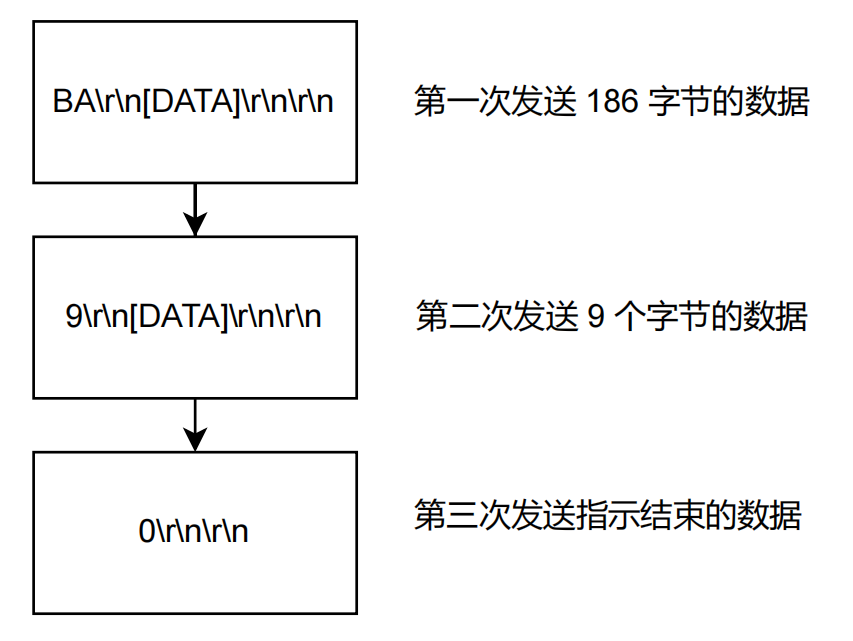 BA\r\n[DATA]\r\n\r\n
第一次发送 186 字节的数据
9\r\n[DATA]\r\n\r\n
第二次发送 9 个字节的数据
0\r\n\r\n
第三次发送指示结束的数据